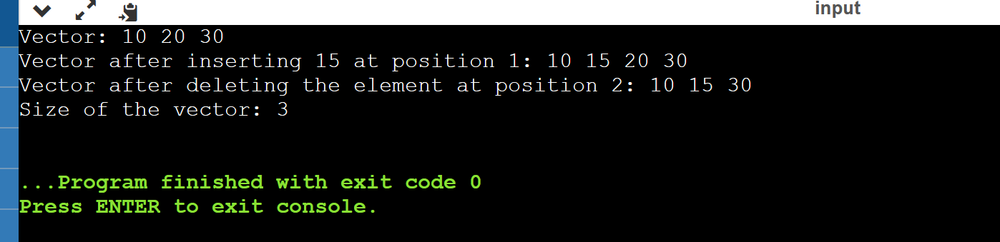 input
Vector: 10 20 30
Vector after inserting 15 at position 1: 10 15 20 30
Vector after deleting the element at position 2: 10 15 30
Size of the vector: 3
...Program finished with exit code 0
Press ENTER to exit console.